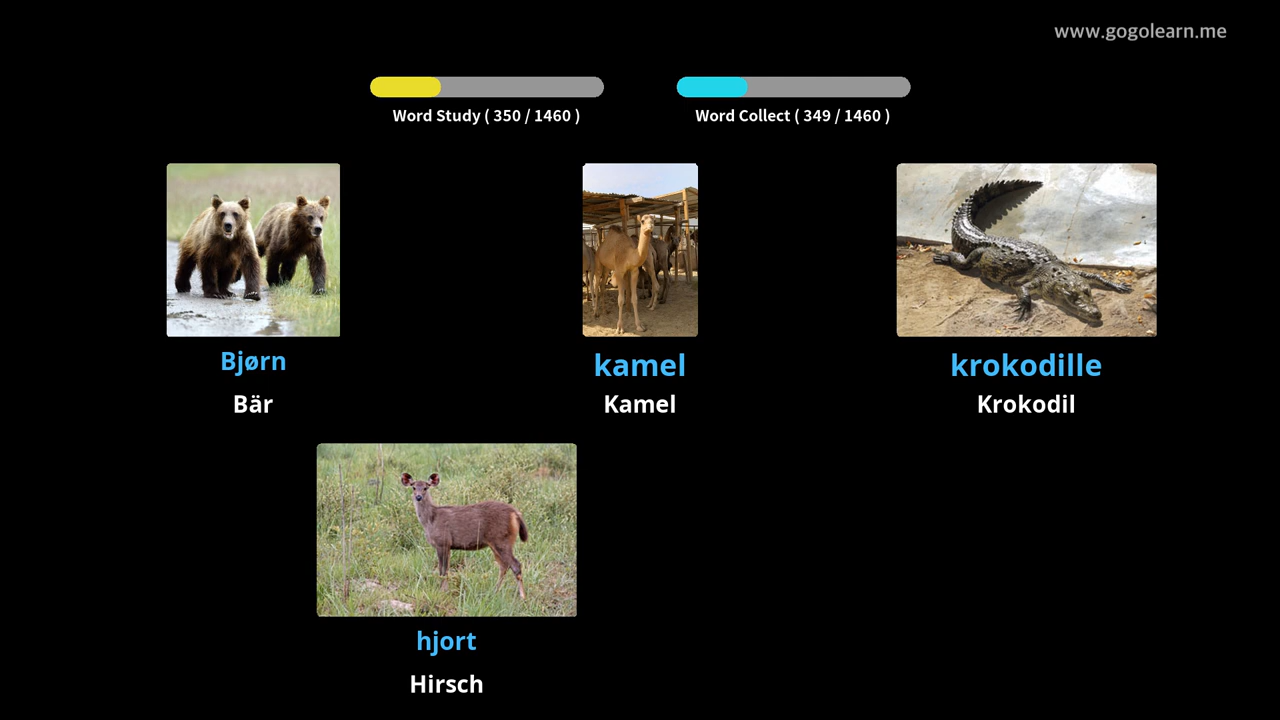 www.gogolearn.me
Word Study ( 350 / 1460 )
Word Collect ( 349 / 1460 )
Bjørn
Bär
kamel
Kamel
krokodille
Krokodil
hjort
Hirsch